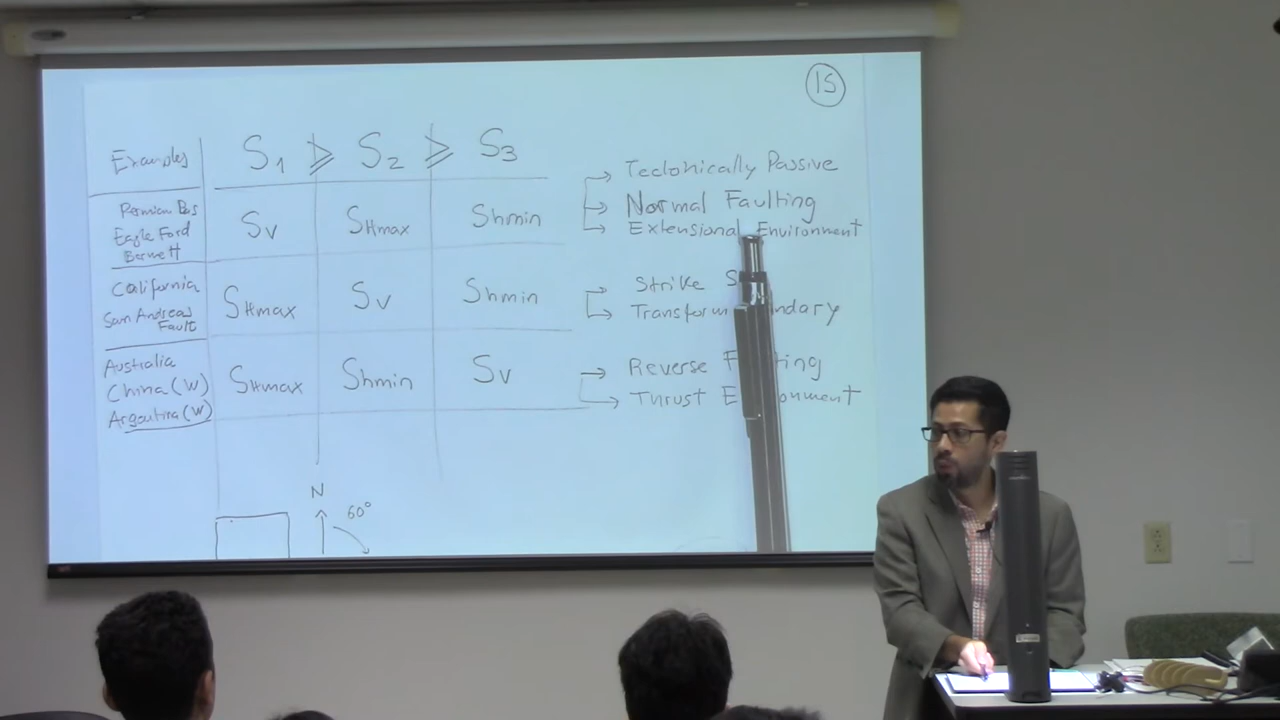 15
Examples S1 ≥ S2 ≥ S3
Permian Bas
Eagle Ford
Barnett
Sv SHmax Shmin
→ Tectonically Passive
→ Normal Faulting
→ Extensional Environment
California
San Andreas
Fault
SHmax Sv Shmin
→ Strike S
→ Transform ndary
Australia
China (W)
Argentina (W)
SHmax Shmin Sv
→ Reverse F ting
→ Thrust E onment
N
60°